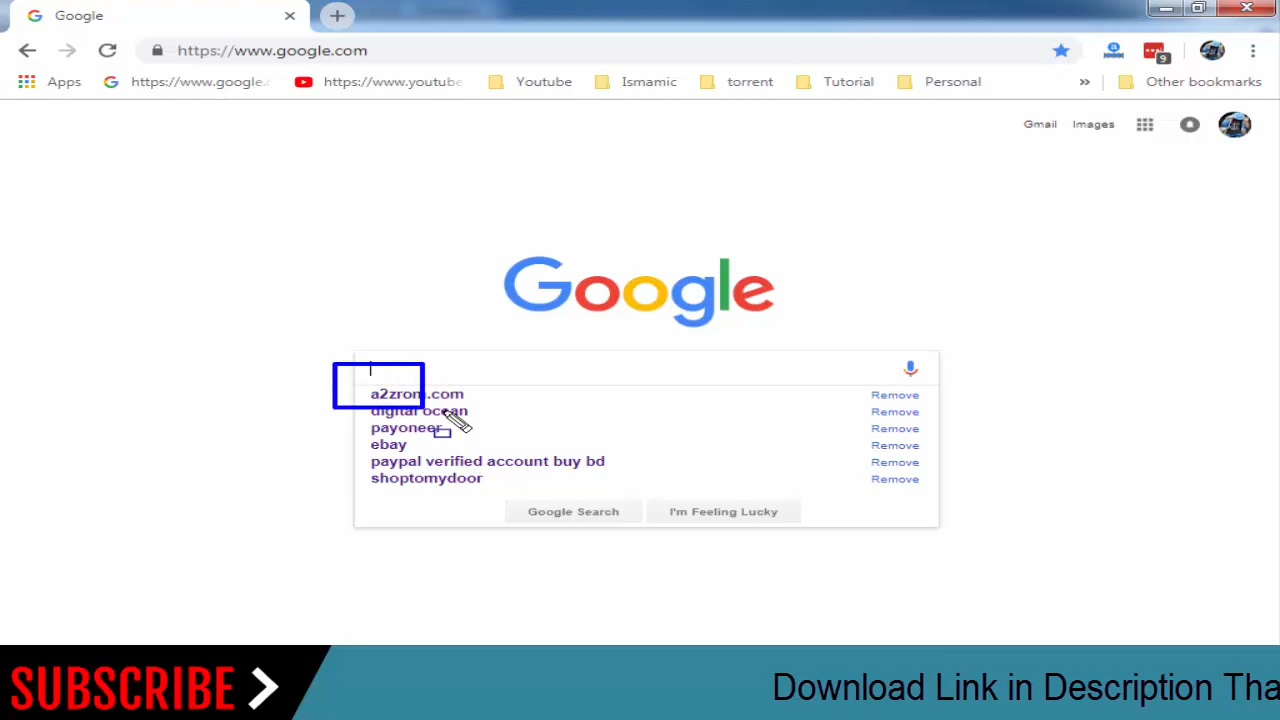 Google
https://www.google.com
9
Apps
https://www.google.c
https://www.youtube
Youtube
Ismamic
torrent
Tutorial
Personal
»
Other bookmarks
Gmail Images
Google
a2zrom.com Remove
digital ocean Remove
payoneer Remove
ebay Remove
paypal verified account buy bd Remove
shoptomydoor Remove
Google Search I'm Feeling Lucky
SUBSCRIBE
Download Link in Description Tha